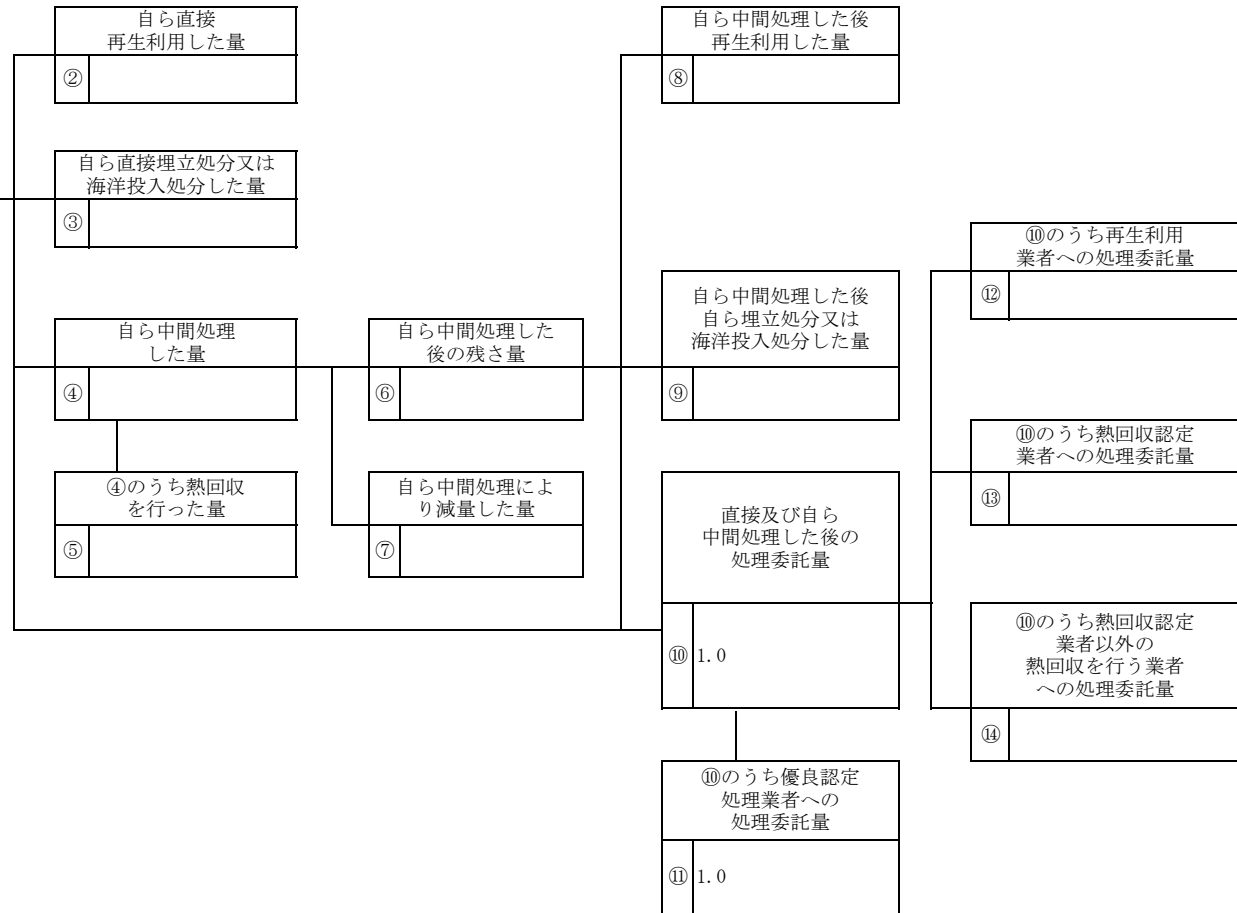 自ら直接
再生利用した量
②
自ら直接埋立処分又は
海洋投入処分した量
③
自ら中間処理
した量
④
④のうち熱回収
を行った量
⑤
自ら中間処理した
後の残さ量
⑥
自ら中間処理によ
り減量した量
⑦
自ら中間処理した後
再生利用した量
⑧
自ら中間処理した後
自ら埋立処分又は
海洋投入処分した量
⑨
直接及び自ら
中間処理した後の
処理委託量
⑩ 1.0
⑩のうち優良認定
処理業者への
処理委託量
⑪ 1.0
⑩のうち再生利用
業者への処理委託量
⑫
⑩のうち熱回収認定
業者への処理委託量
⑬
⑩のうち熱回収認定
業者以外の
熱回収を行う業者
への処理委託量
⑭